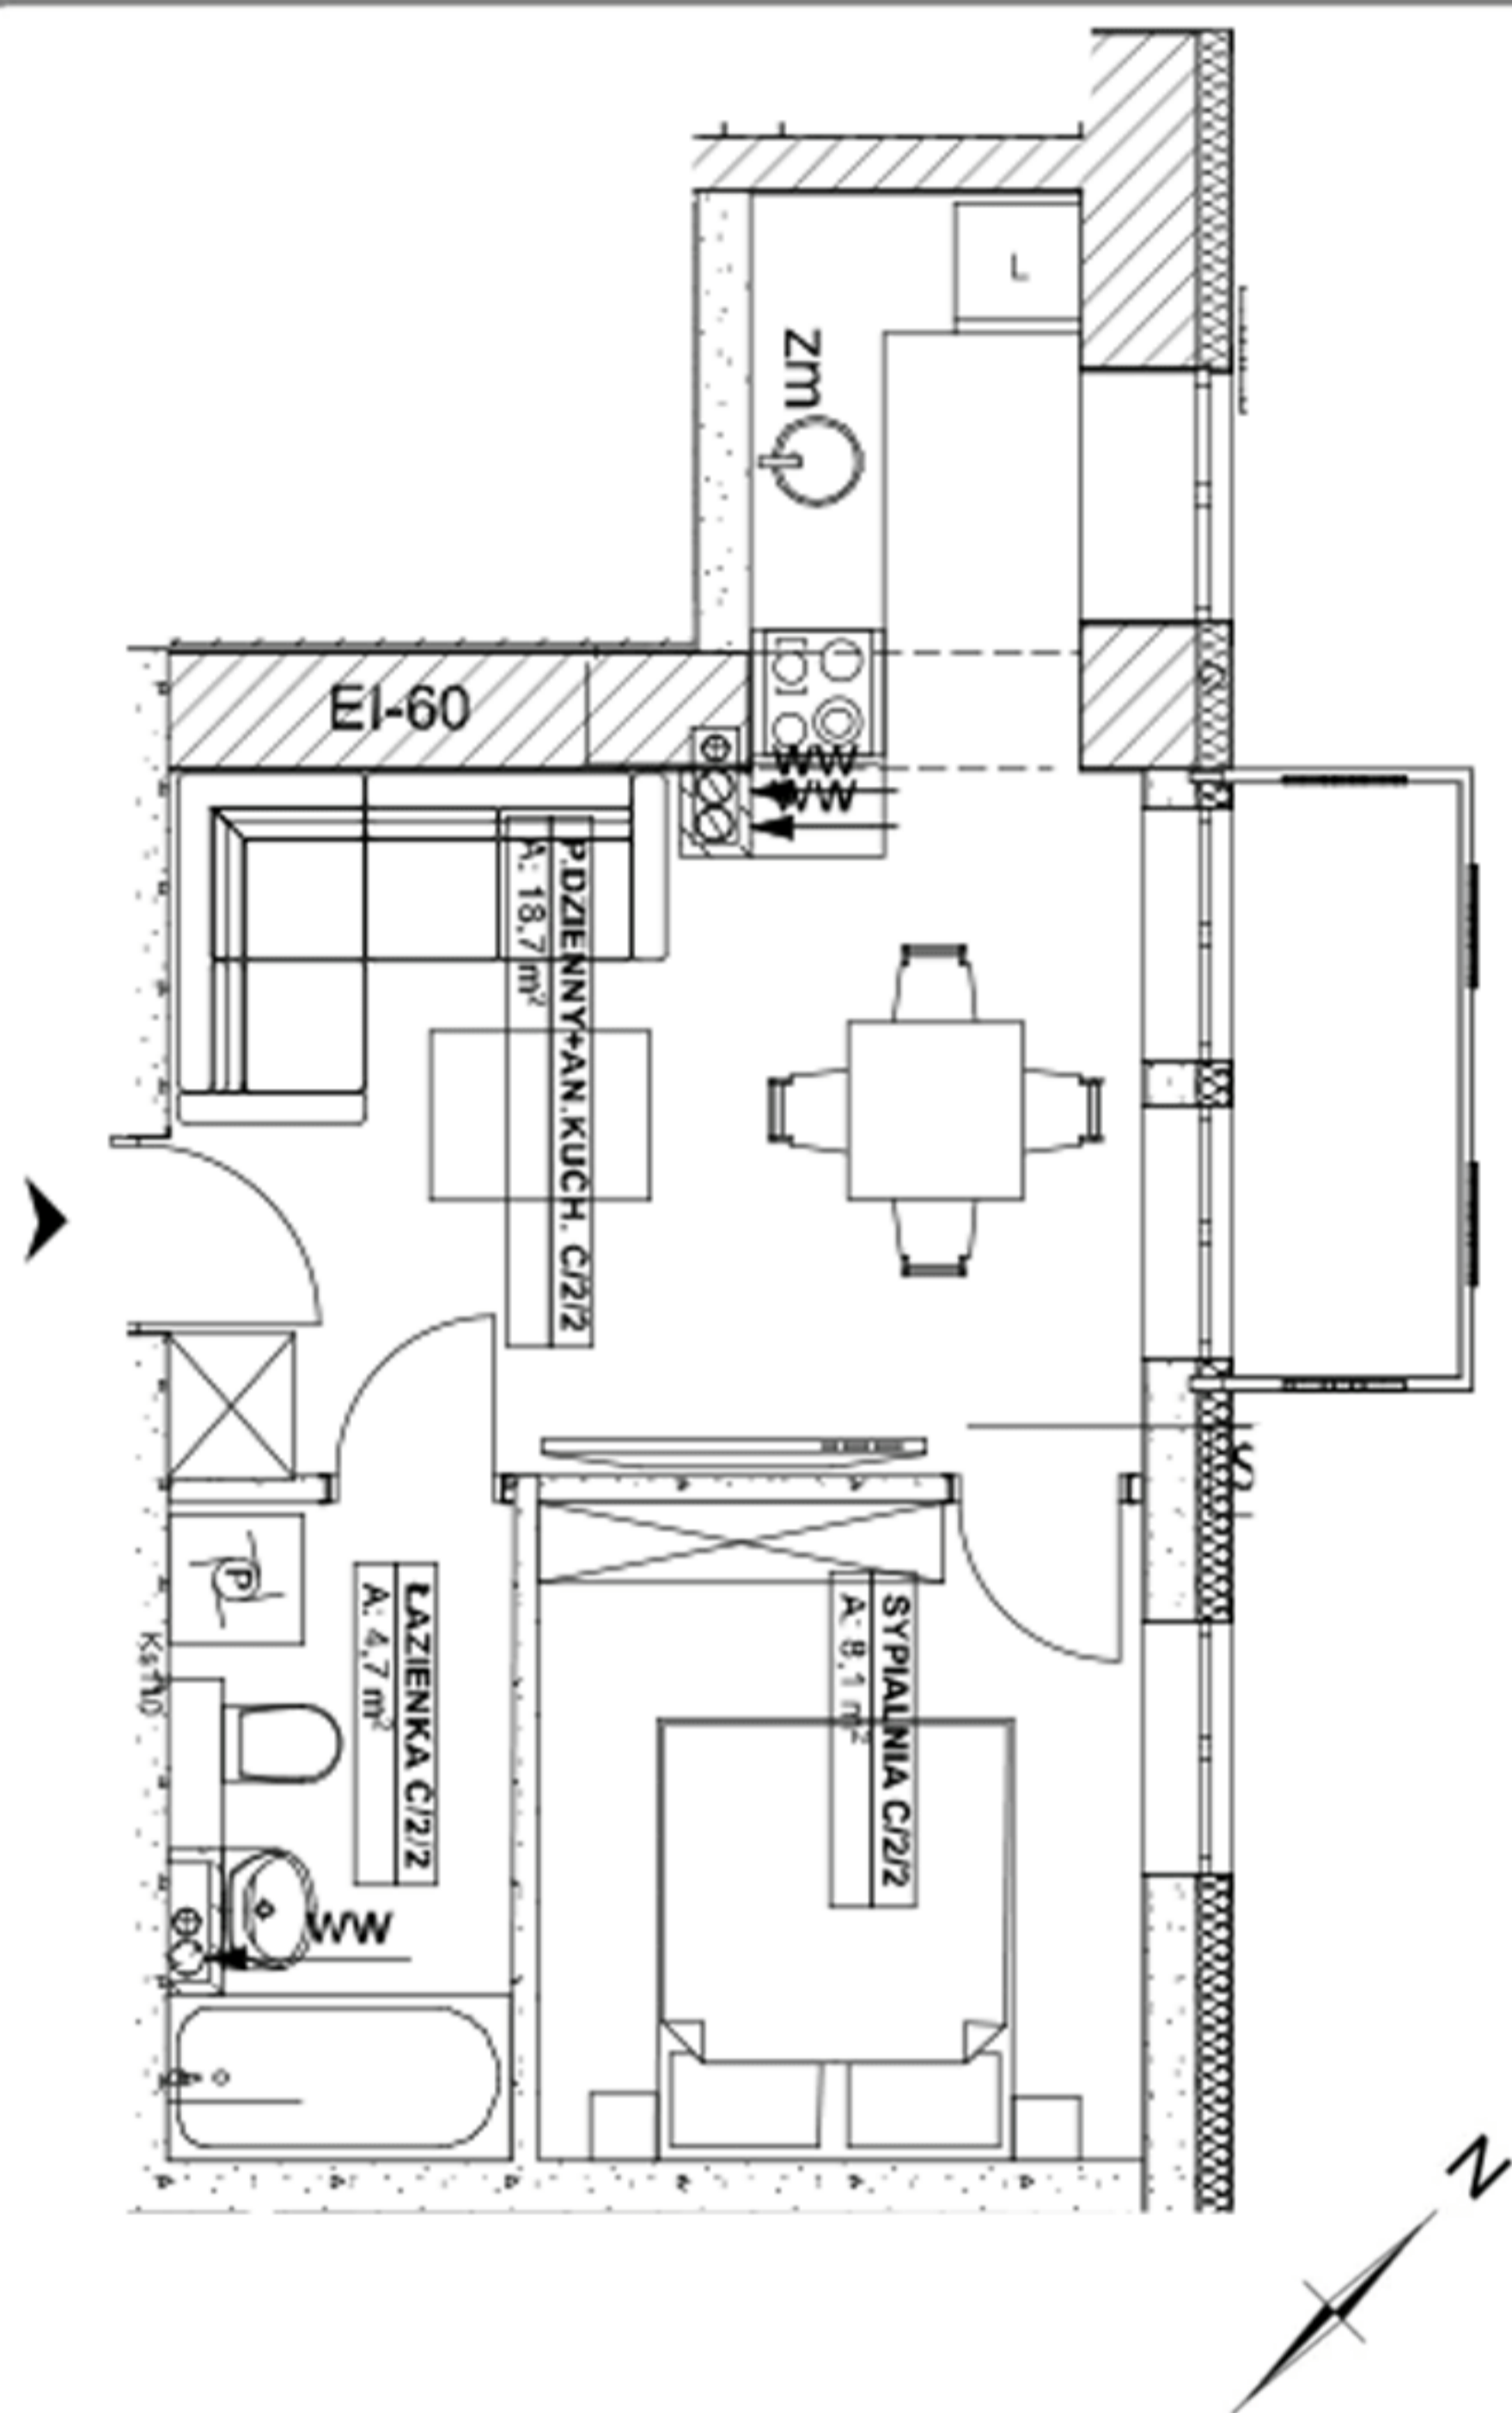 L
zm
EI-60
WW
WW
P.DZIENNY+AN.KUCH. C/2/2
A: 18,7 m²
P
ŁAZIENKA C/2/2
A: 4,7 m²
SYPIALNIA C/2/2
A: 8,1 m²
WW
N